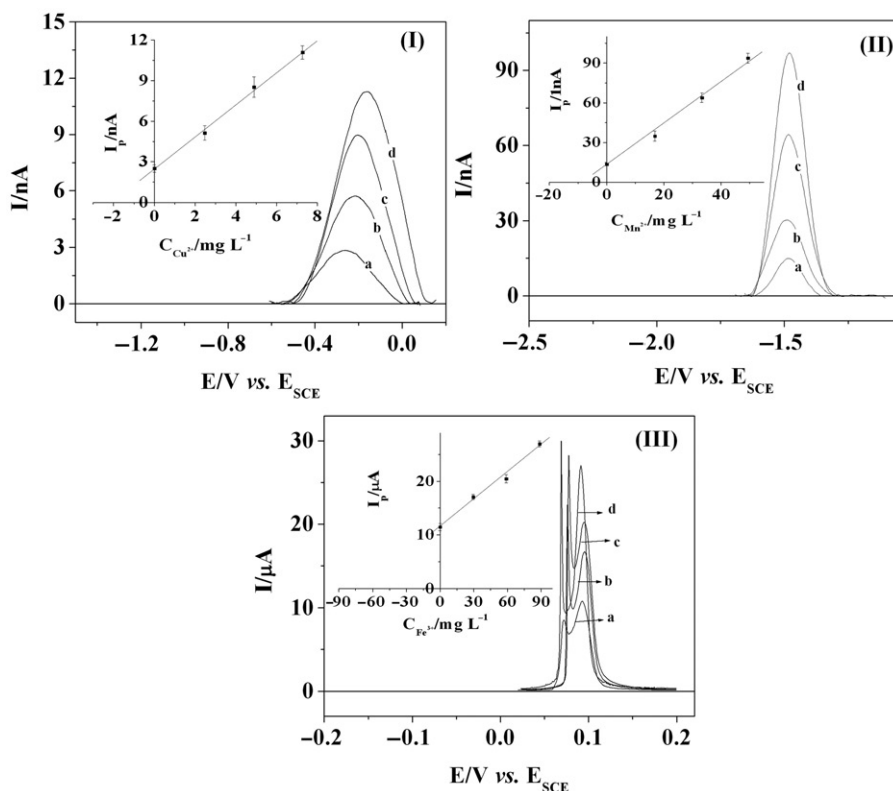 (I)
I/nA
15
12
9
6
3
0
−1.2
−0.8
−0.4
0.0
E/V vs. E_SCE
I_p/nA
12
9
6
3
0
−2 0 2 4 6 8
C_Cu²⁺/mg L⁻¹
d
c
b
a
(II)
I/nA
90
60
30
0
−2.5
−2.0
−1.5
E/V vs. E_SCE
I_p/1nA
90
60
30
0
−20 0 20 40 60
C_Mn²⁺/mg L⁻¹
d
c
b
a
(III)
I/μA
30
20
10
0
−0.2 −0.1 0.0 0.1 0.2
E/V vs. E_SCE
I_p/μA
20
10
0
−90 −60 −30 0 30 60 90
C_Fe³⁺/mg L⁻¹
d
c
b
a